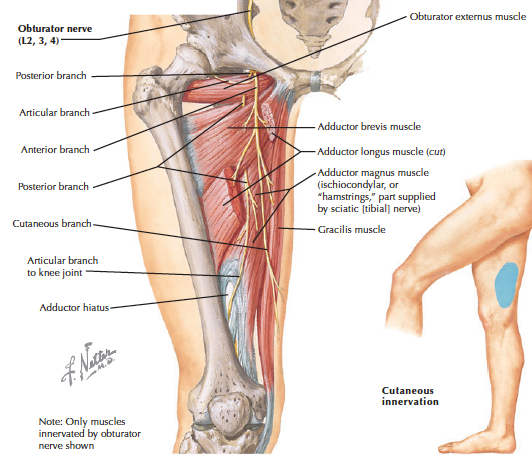 Obturator nerve
(L2, 3, 4)
Posterior branch
Articular branch
Anterior branch
Posterior branch
Cutaneous branch
Articular branch
to knee joint
Adductor hiatus
Obturator externus muscle
Adductor brevis muscle
Adductor longus muscle (cut)
Adductor magnus muscle
(ischiocondylar, or
"hamstrings," part supplied
by sciatic [tibial] nerve)
Gracilis muscle
F. Netter
M.D.
Note: Only muscles
innervated by obturator
nerve shown
Cutaneous
innervation